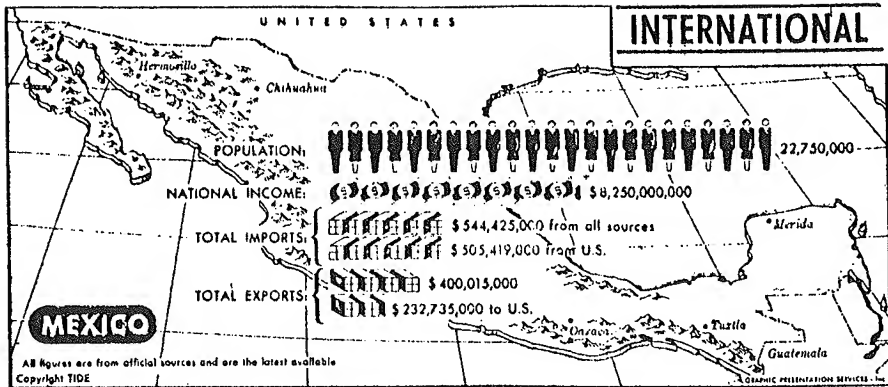 UNITED STATES
INTERNATIONAL
Hermosillo
Chihuahua
POPULATION: 22,750,000
NATIONAL INCOME: $8,250,000,000
TOTAL IMPORTS: $544,425,000 from all sources
$505,419,000 from U.S.
TOTAL EXPORTS: $400,015,000
$232,735,000 to U.S.
Merida
Oaxaca
Tuxtla
Guatemala
MEXICO
All figures are from official sources and are the latest available
Copyright TIDE
GRAPHIC PRESENTATION SERVICES - Inc